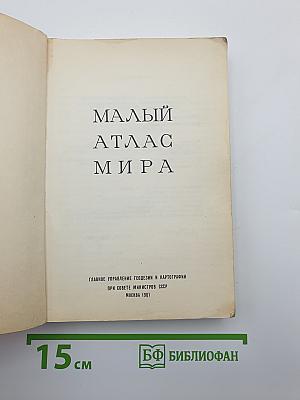 МАЛЫЙ
АТЛАС
МИРА
ГЛАВНОЕ УПРАВЛЕНИЕ ГЕОДЕЗИИ И КАРТОГРАФИИ
ПРИ СОВЕТЕ МИНИСТРОВ СССР
МОСКВА 1981
15 см
БФ БИБЛИОФАН